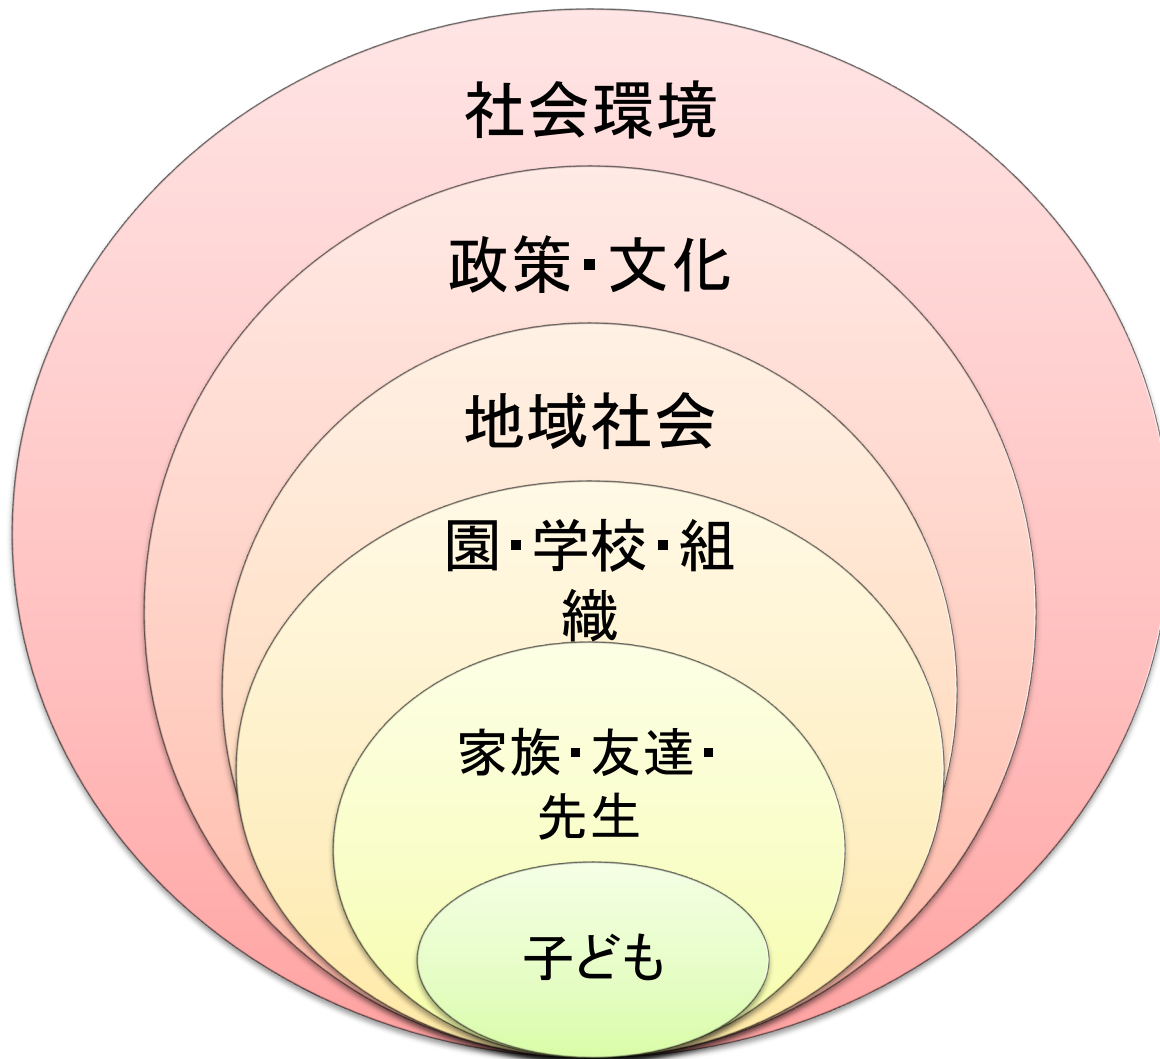 社会環境
政策・文化
地域社会
園・学校・組
織
家族・友達・
先生
子ども